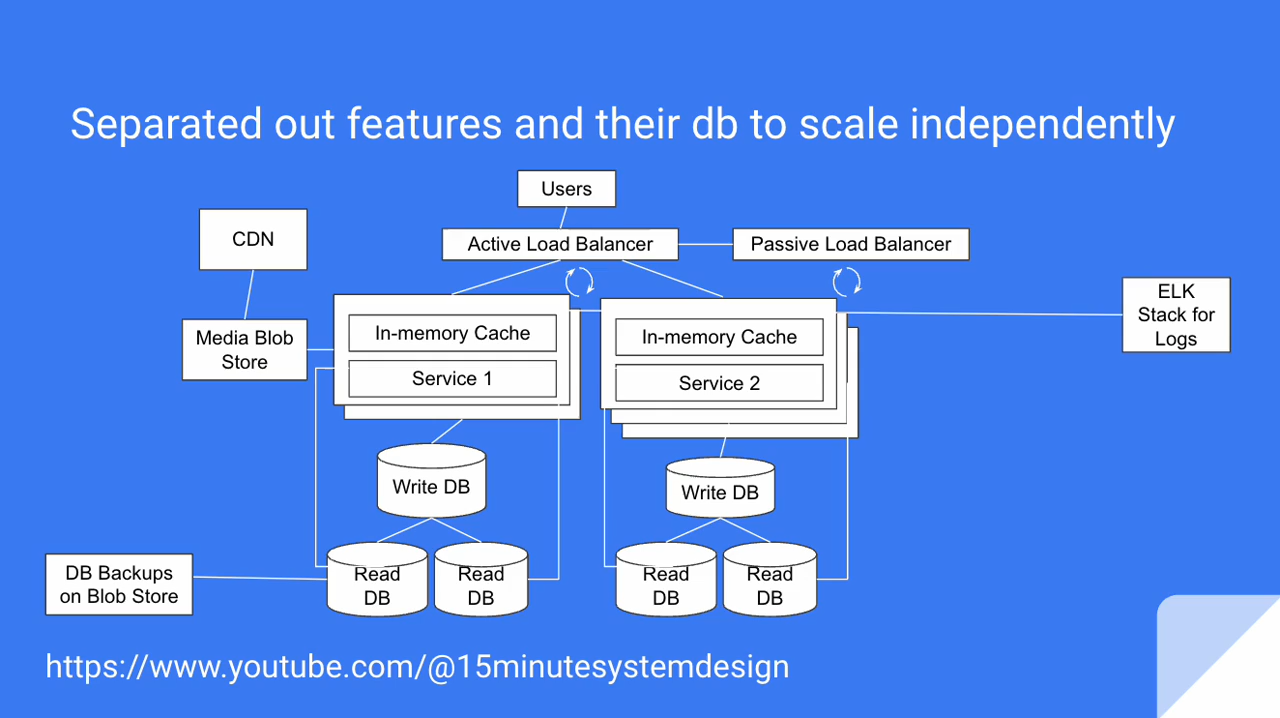 Separated out features and their db to scale independently
Users
CDN
Active Load Balancer
Passive Load Balancer
ELK
Stack for
Logs
Media Blob
Store
In-memory Cache
Service 1
In-memory Cache
Service 2
Write DB
Write DB
DB Backups
on Blob Store
Read
DB
Read
DB
Read
DB
Read
DB
https://www.youtube.com/@15minutesystemdesign